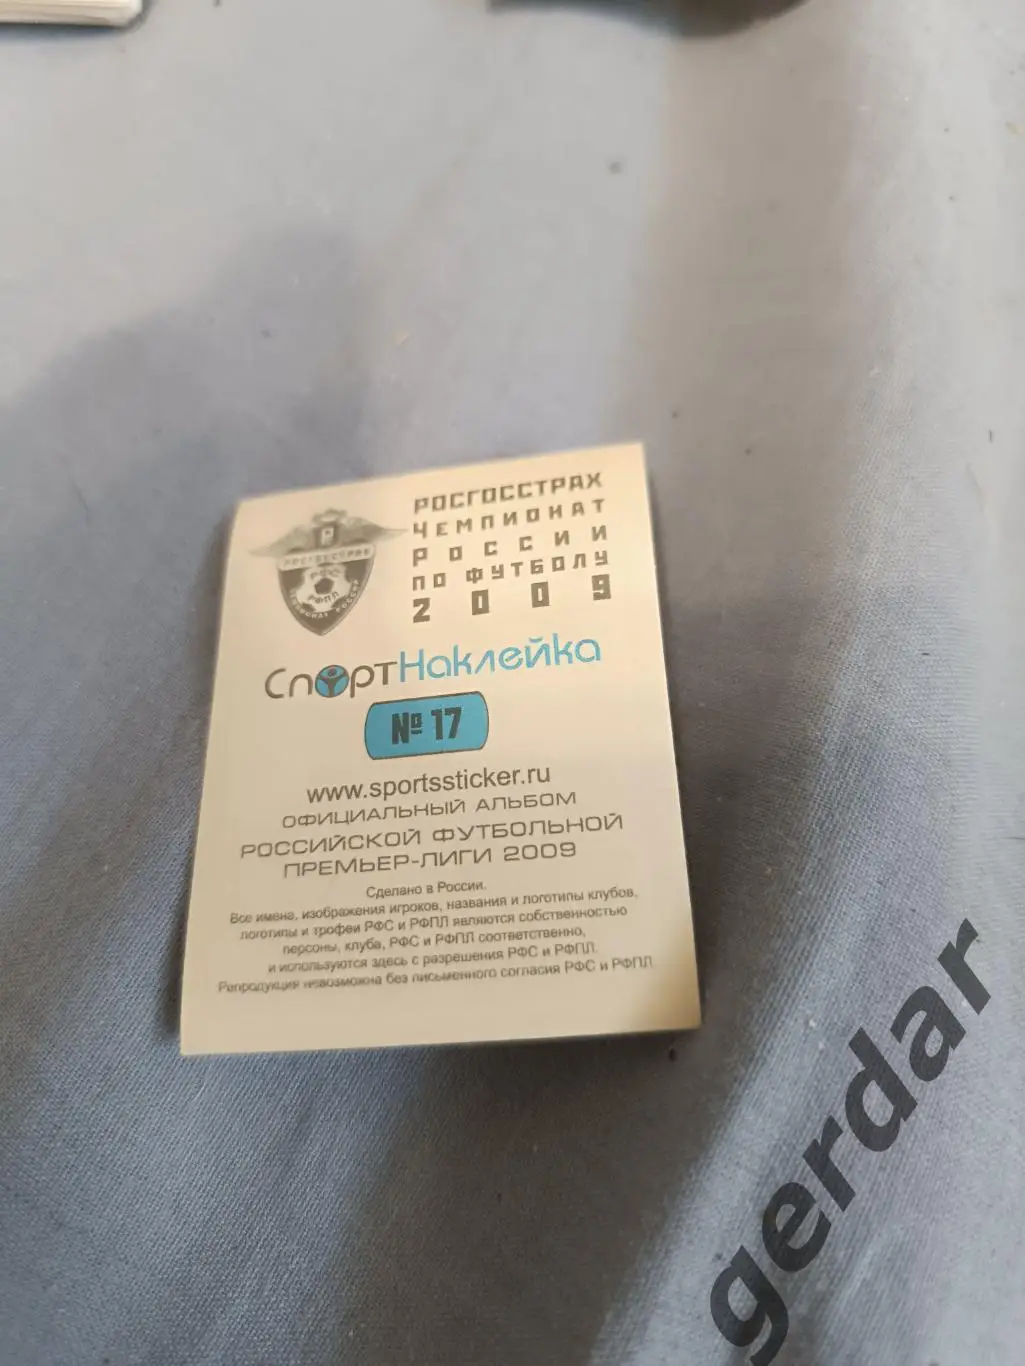 РОСГОССТРАХ
ЧЕМПИОНАТ
РОССИИ
ПО ФУТБОЛУ
2009
РОСГОССТРАХ
РФПЛ
СпортНаклейка
№ 17
www.sportssticker.ru
ОФИЦИАЛЬНЫЙ АЛЬБОМ
РОССИЙСКОЙ ФУТБОЛЬНОЙ
ПРЕМЬЕР-ЛИГИ 2009
Сделано в России.
Все имена, изображения игроков, названия и логотипы клубов,
логотипы и трофеи РФС и РФПЛ являются собственностью
персоны, клуба, РФС и РФПЛ соответственно,
и используются здесь с разрешения РФС и РФПЛ.
Репродукция невозможна без письменного согласия РФС и РФПЛ.
gerdar